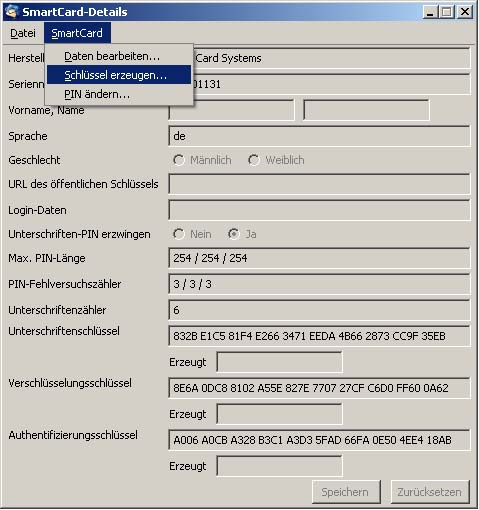 SmartCard-Details
Datei SmartCard
Daten bearbeiten...
Schlüssel erzeugen...
PIN ändern...
Herstell Card Systems
Serienn 01131
Vorname, Name
Sprache de
Geschlecht Männlich Weiblich
URL des öffentlichen Schlüssels
Login-Daten
Unterschriften-PIN erzwingen Nein Ja
Max. PIN-Länge 254 / 254 / 254
PIN-Fehlversuchszähler 3 / 3 / 3
Unterschriftenzähler 6
Unterschriftenschlüssel 832B E1C5 81F4 E266 3471 EEDA 4B66 2873 CC9F 35EB
Erzeugt
Verschlüsselungsschlüssel 8E6A 0DC8 8102 A55E 827E 7707 27CF C6D0 FF60 0A62
Erzeugt
Authentifizierungsschlüssel A006 A0CB A328 B3C1 A3D3 5FAD 66FA 0E50 4EE4 18AB
Erzeugt
Speichern Zurücksetzen